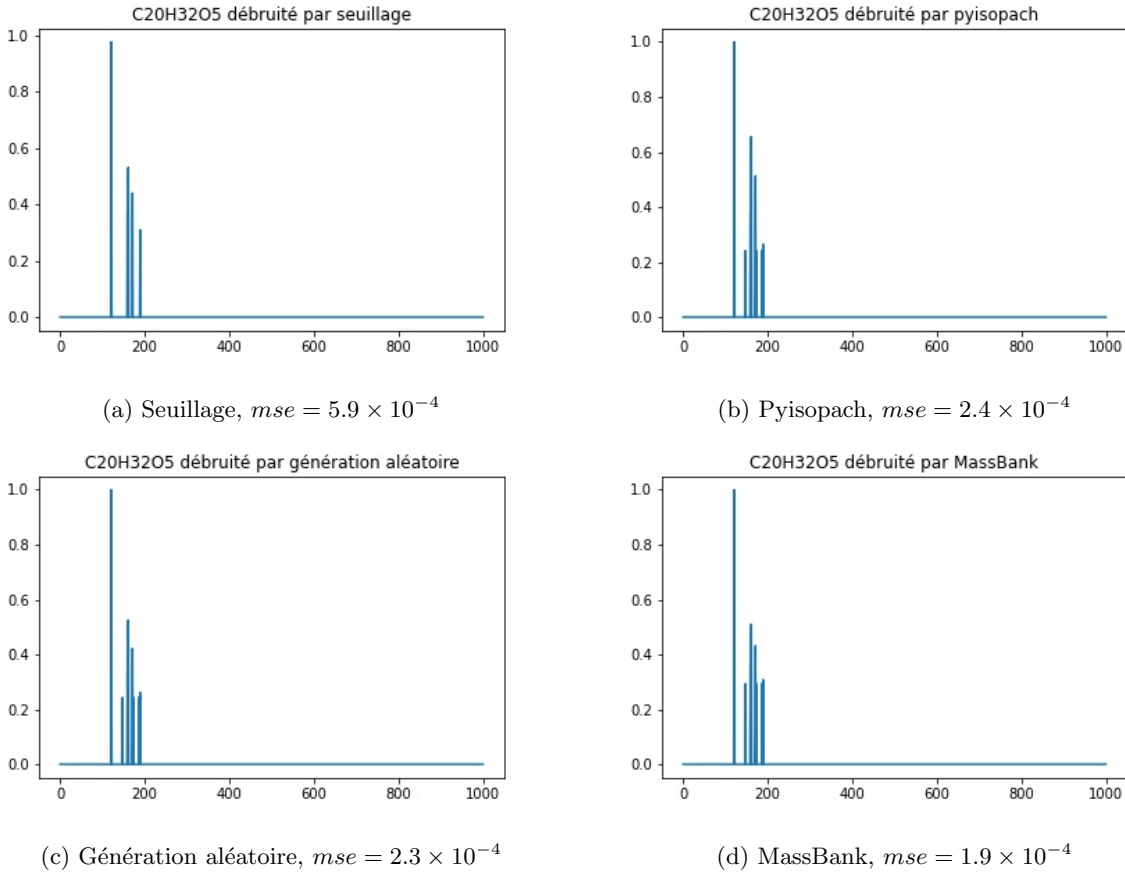 C20H32O5 débruité par seuillage
1.0
0.8
0.6
0.4
0.2
0.0
0 200 400 600 800 1000
(a) Seuillage, mse = 5.9 × 10⁻⁴
C20H32O5 débruité par pyisopach
1.0
0.8
0.6
0.4
0.2
0.0
0 200 400 600 800 1000
(b) Pyisopach, mse = 2.4 × 10⁻⁴
C20H32O5 débruité par génération aléatoire
1.0
0.8
0.6
0.4
0.2
0.0
0 200 400 600 800 1000
(c) Génération aléatoire, mse = 2.3 × 10⁻⁴
C20H32O5 débruité par MassBank
1.0
0.8
0.6
0.4
0.2
0.0
0 200 400 600 800 1000
(d) MassBank, mse = 1.9 × 10⁻⁴